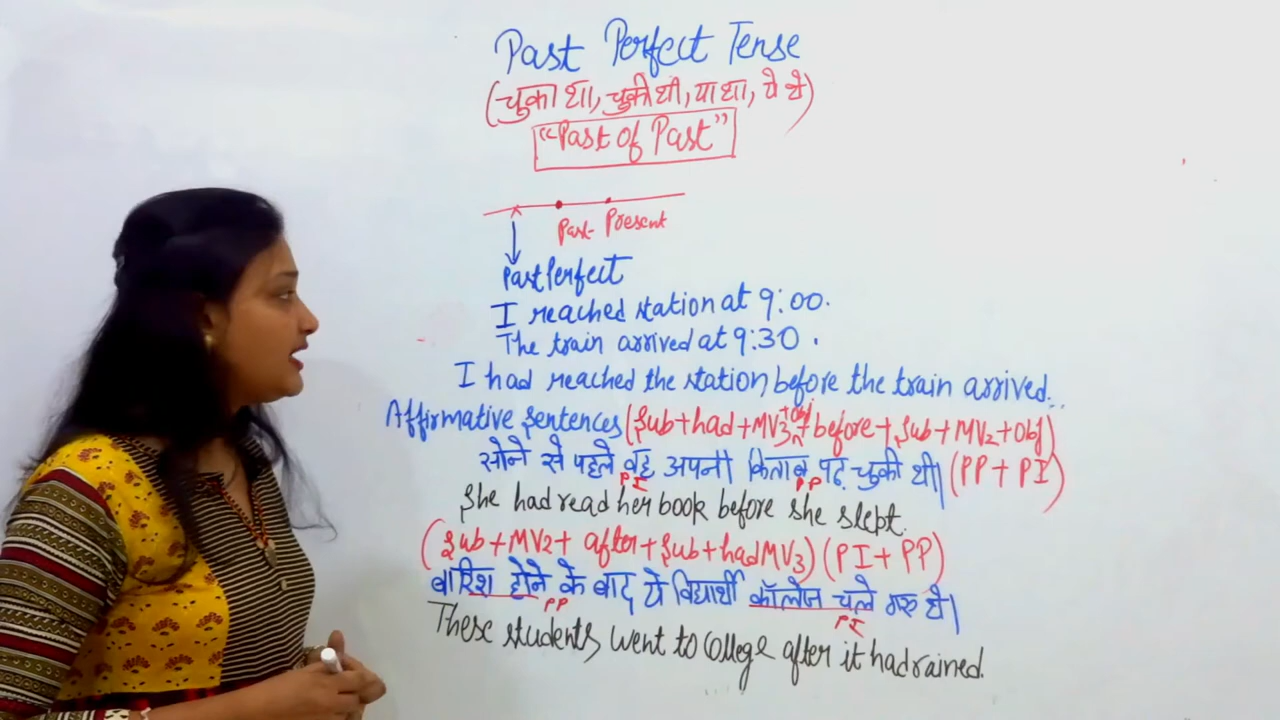 Past Perfect Tense
(चुका था, चुकी थी, या था, ये थे)
"Past of Past"
Past Present
Past Perfect
I reached station at 9:00.
The train arrived at 9:30.
I had reached the station before the train arrived.
Affirmative sentences (Sub+had+MV3+obj+before+Sub+MV2+Obj)
सोने से पहले वह अपनी किताब पढ़ चुकी थी। (PP+PI)
PI PP
She had read her book before she slept.
(Sub+MV2+ after+Sub+hadMV3) (PI+PP)
बारिश होने के बाद ये विद्यार्थी कॉलेज चले गए थे।
PP PI
These students went to college after it had rained.